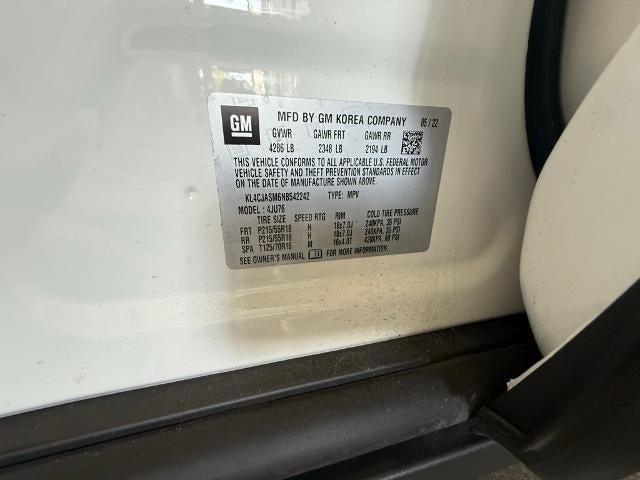 GM
MFD BY GM KOREA COMPANY 05 / 22
GVWR GAWR FRT GAWR RR
4286 LB 2348 LB 2194 LB
THIS VEHICLE CONFORMS TO ALL APPLICABLE U.S. FEDERAL MOTOR
VEHICLE SAFETY AND THEFT PREVENTION STANDARDS IN EFFECT
ON THE DATE OF MANUFACTURE SHOWN ABOVE.
KL4CJASM6NB542242 TYPE: MPV
MODEL: 4JU76
TIRE SIZE SPEED RTG RIM COLD TIRE PRESSURE
FRT P215/55R18 H 18x7.0J 240KPA, 35 PSI
RR P215/55R18 H 18x7.0J 240KPA, 35 PSI
SPA T125/70R16 M 16x4.0T 420KPA, 60 PSI
SEE OWNER'S MANUAL FOR MORE INFORMATION.